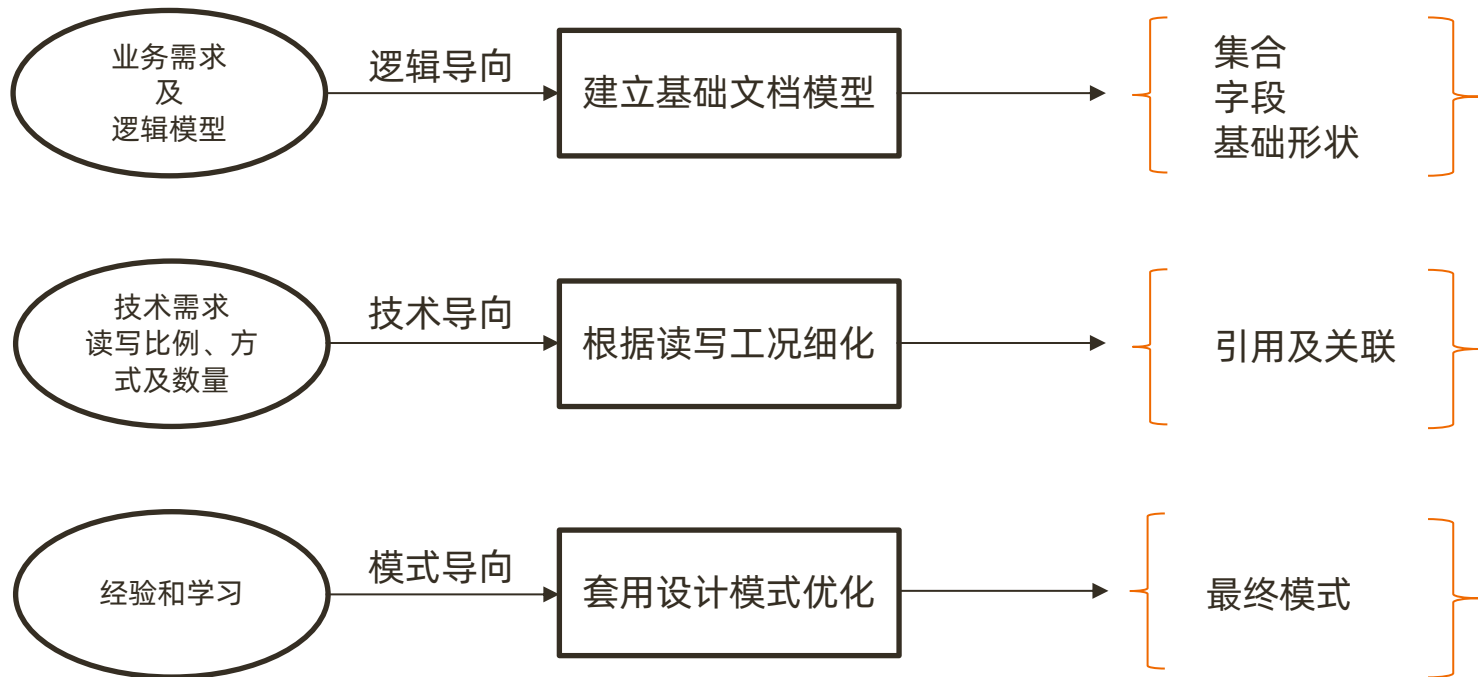 业务需求
及
逻辑模型
逻辑导向
建立基础文档模型
集合
字段
基础形状
技术需求
读写比例、方
式及数量
技术导向
根据读写工况细化
引用及关联
经验和学习
模式导向
套用设计模式优化
最终模式